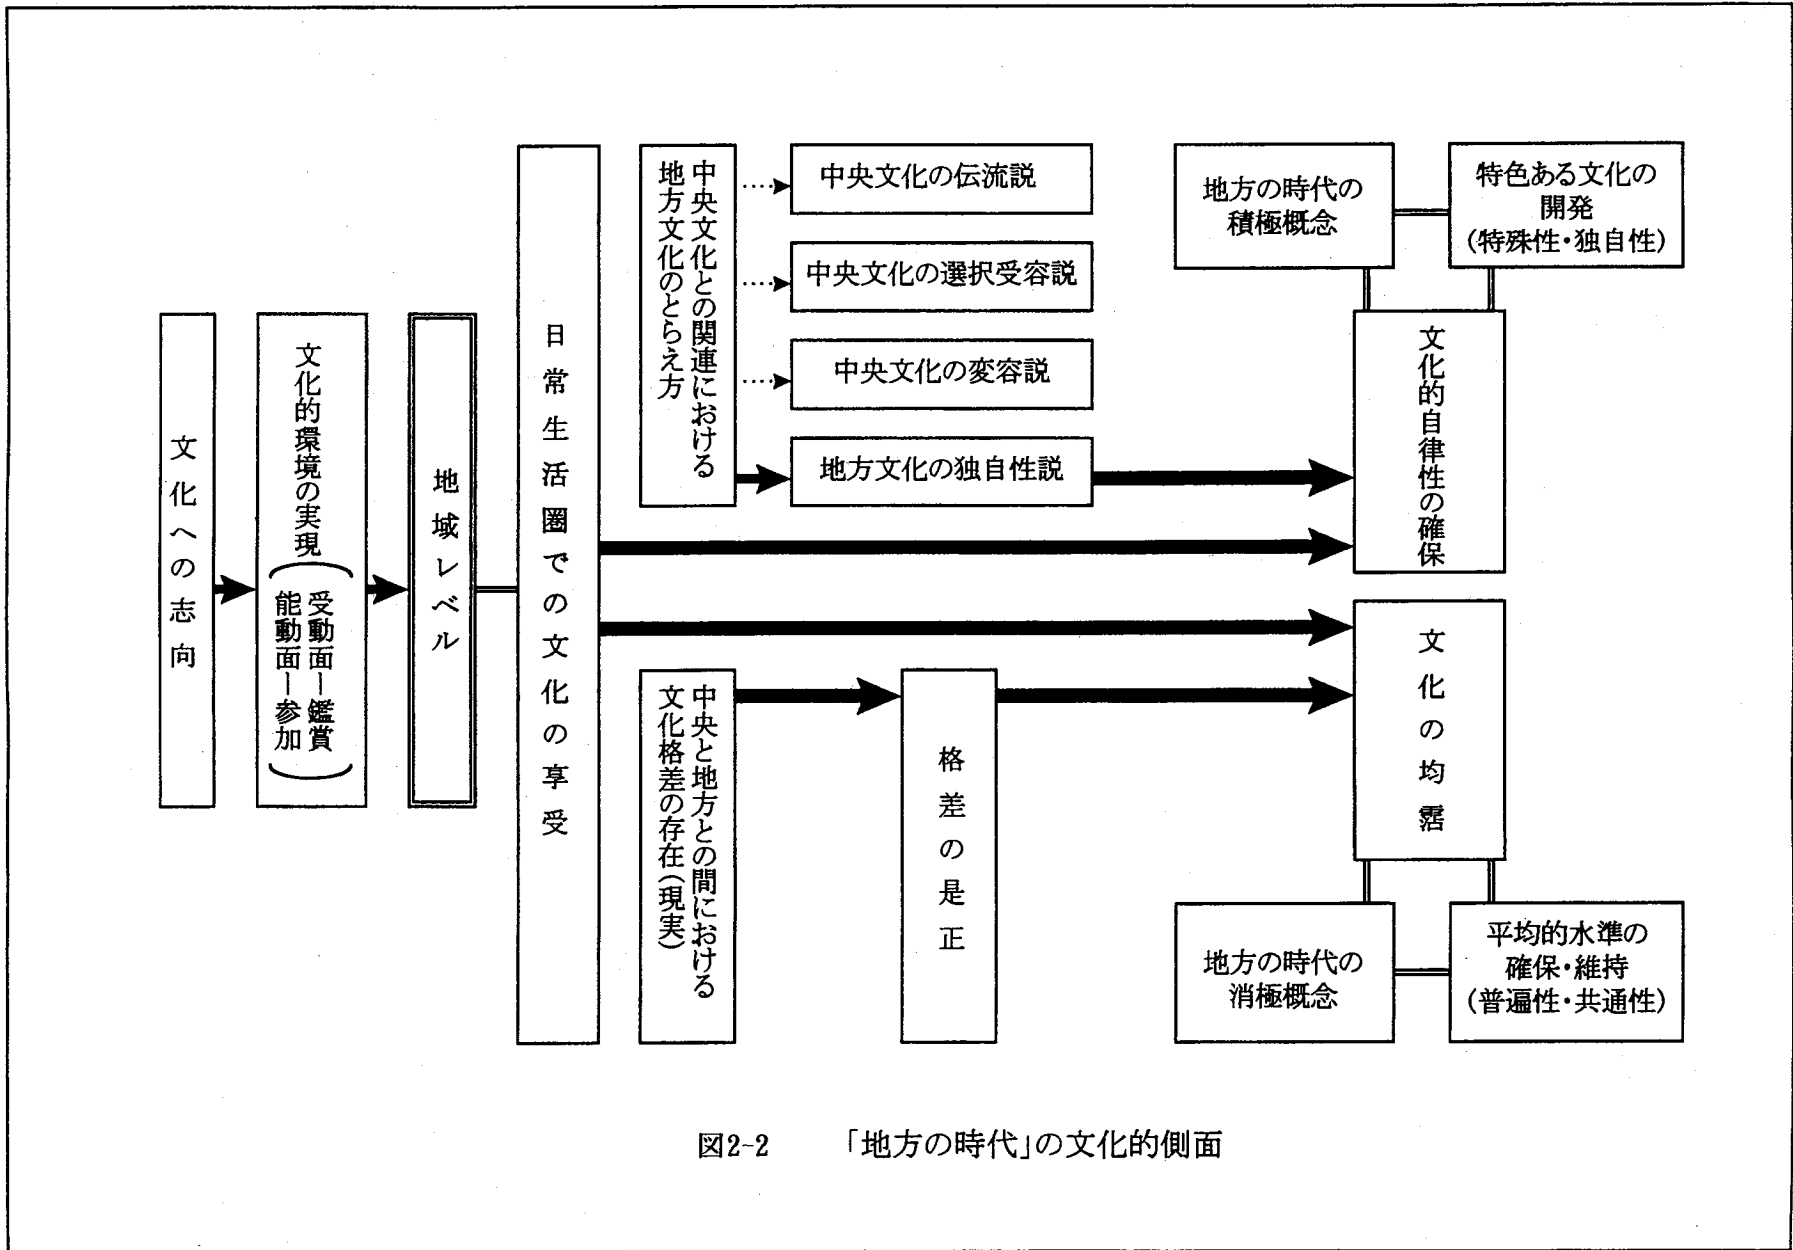 文化への志向
文化的環境の実現
(受動面―鑑賞
能動面―参加)
地域レベル
日常生活圏での文化の享受
中央文化との関連における
地方文化のとらえ方
中央文化の伝流説
中央文化の選択受容説
中央文化の変容説
地方文化の独自性説
中央と地方との間における
文化格差の存在(現実)
格差の是正
地方の時代の
積極概念
特色ある文化の
開発
(特殊性・独自性)
文化的自律性の確保
文化の均霑
地方の時代の
消極概念
平均的水準の
確保・維持
(普遍性・共通性)
図2-2 「地方の時代」の文化的側面